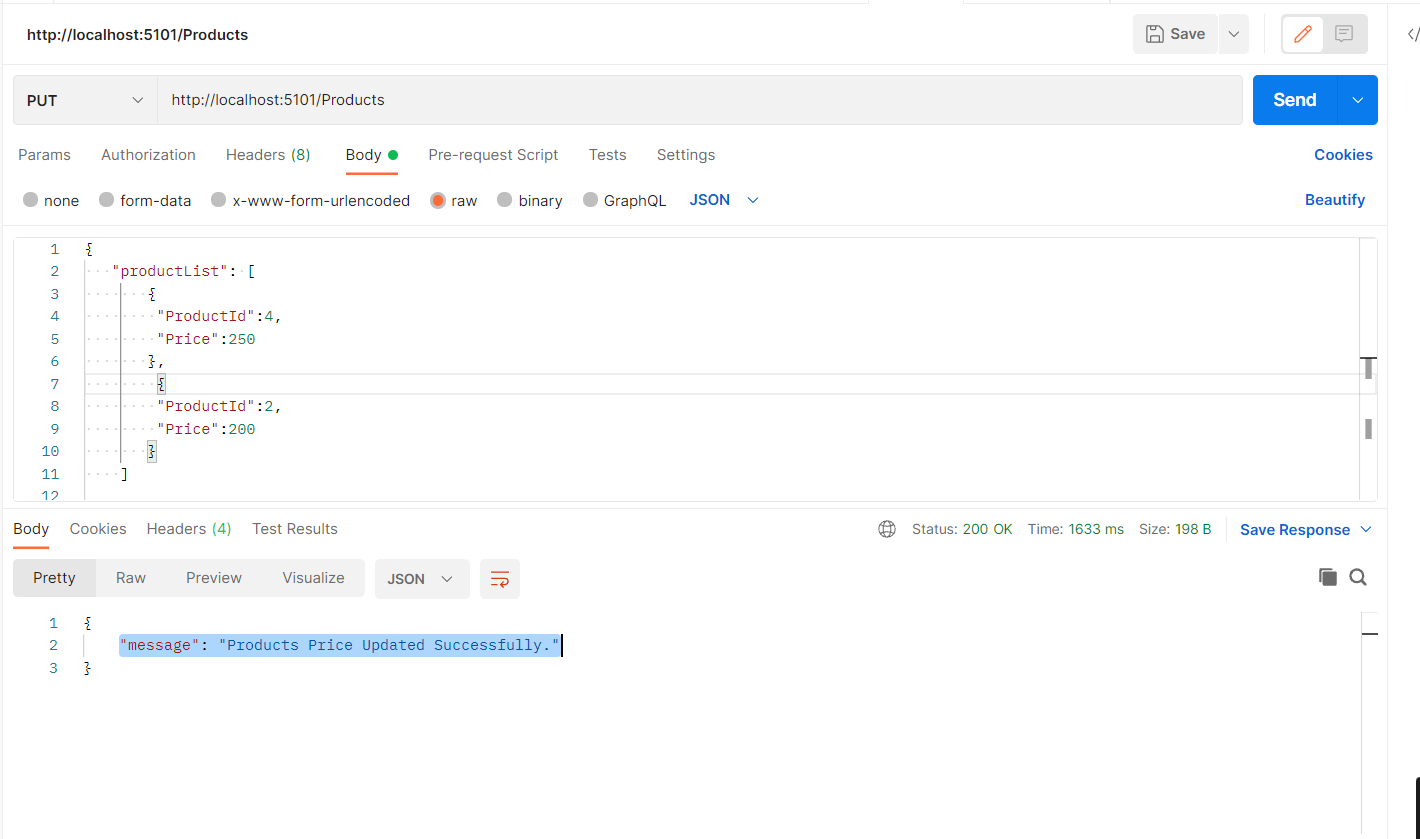 http://localhost:5101/Products
Save
PUT http://localhost:5101/Products Send
Params Authorization Headers (8) Body Pre-request Script Tests Settings Cookies
none form-data x-www-form-urlencoded raw binary GraphQL JSON Beautify
1 {
2 "productList": [
3 {
4 "ProductId":4,
5 "Price":250
6 },
7 {
8 "ProductId":2,
9 "Price":200
10 }
11 ]
12
Body Cookies Headers (4) Test Results Status: 200 OK Time: 1633 ms Size: 198 B Save Response
Pretty Raw Preview Visualize JSON
1 {
2 "message": "Products Price Updated Successfully."
3 }